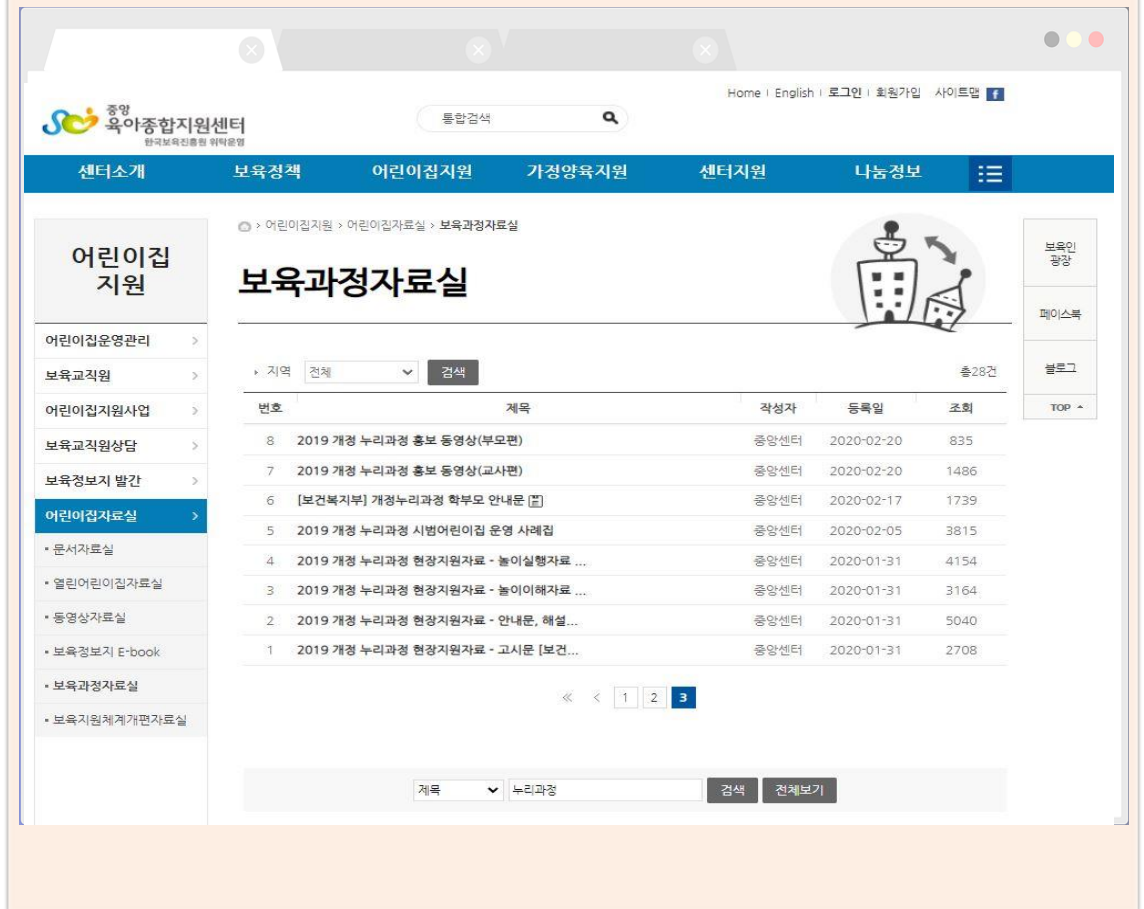 Home English 로그인 회원가입 사이트맵
중앙
육아종합지원센터
한국보육진흥원 위탁운영
통합검색
센터소개 보육정책 어린이집지원 가정양육지원 센터지원 나눔정보
어린이집
지원
어린이집운영관리
보육교직원
어린이집지원사업
보육교직원상담
보육정보지 발간
어린이집자료실
문서자료실
열린어린이집자료실
동영상자료실
보육정보지 E-book
보육과정자료실
보육지원체계개편자료실
> 어린이집지원 > 어린이집자료실 > 보육과정자료실
보육과정자료실
지역 전체 검색 총28건
번호 제목 작성자 등록일 조회
8 2019 개정 누리과정 홍보 동영상(부모편) 중앙센터 2020-02-20 835
7 2019 개정 누리과정 홍보 동영상(교사편) 중앙센터 2020-02-20 1486
6 [보건복지부] 개정누리과정 학부모 안내문 중앙센터 2020-02-17 1739
5 2019 개정 누리과정 시범어린이집 운영 사례집 중앙센터 2020-02-05 3815
4 2019 개정 누리과정 현장지원자료 - 놀이실행자료 ... 중앙센터 2020-01-31 4154
3 2019 개정 누리과정 현장지원자료 - 놀이이해자료 ... 중앙센터 2020-01-31 3164
2 2019 개정 누리과정 현장지원자료 - 안내문, 해설... 중앙센터 2020-01-31 5040
1 2019 개정 누리과정 현장지원자료 - 고시문 [보건... 중앙센터 2020-01-31 2708
≪ < 1 2 3
제목 누리과정 검색 전체보기
보육인
광장
페이스북
블로그
TOP